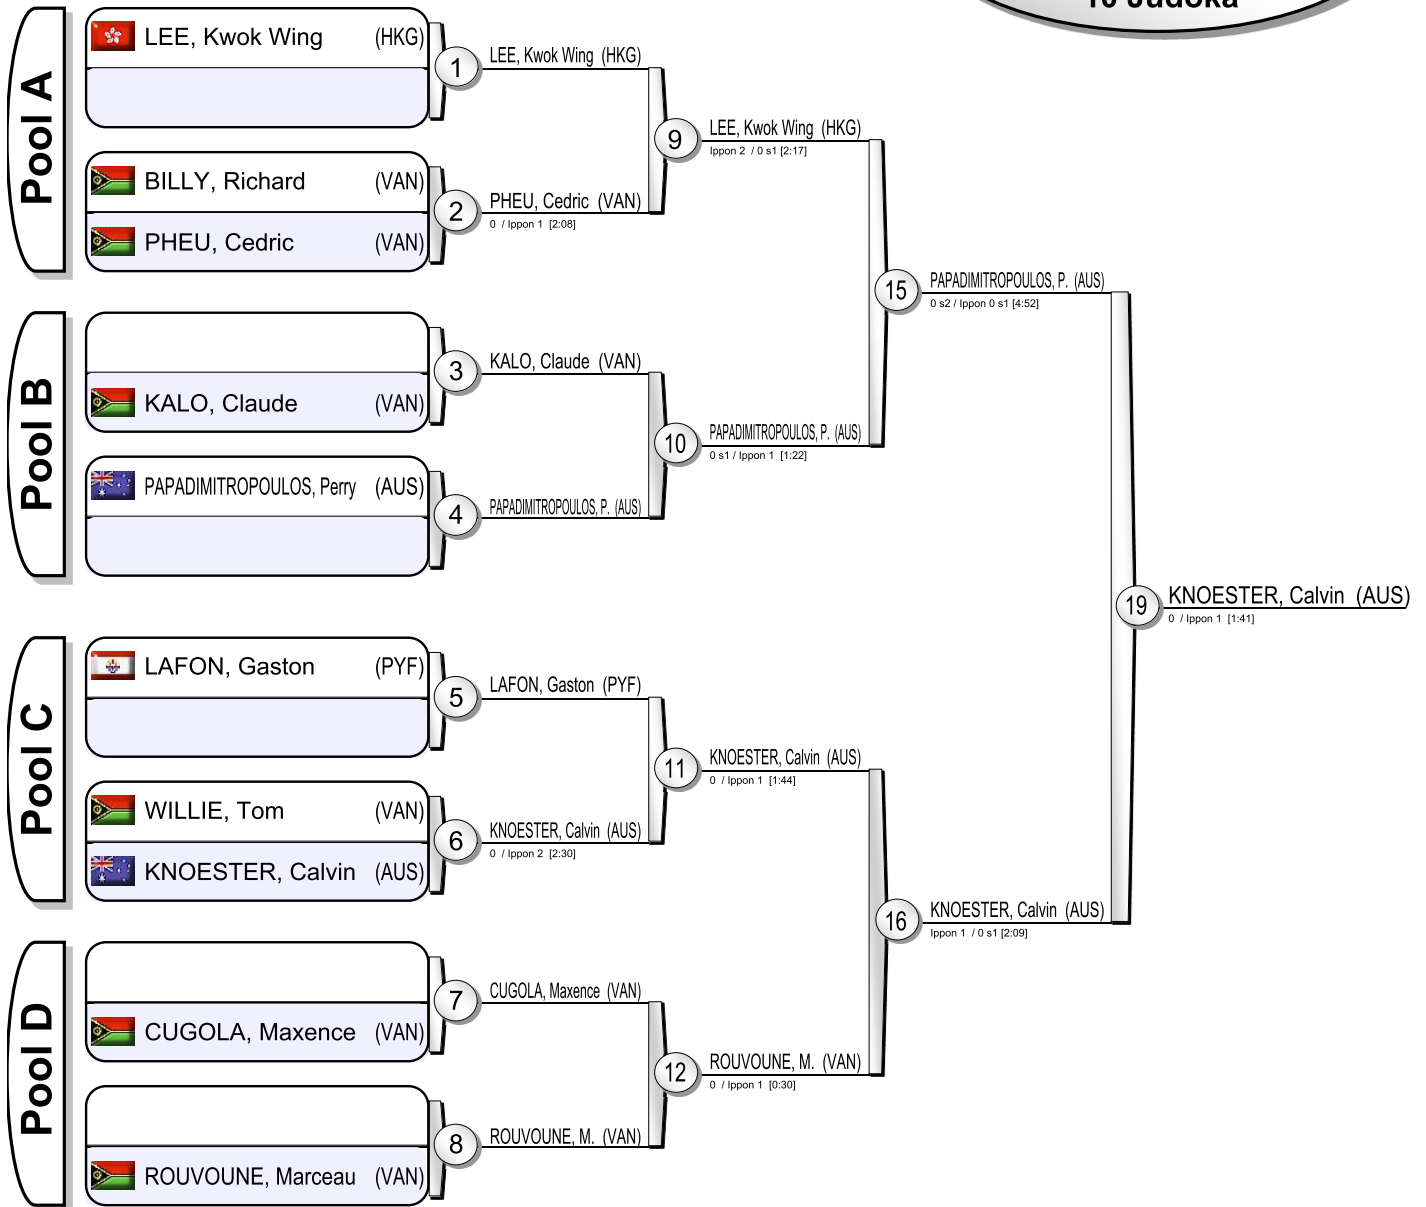 10 Judoka
Pool A
LEE, Kwok Wing (HKG)
1
LEE, Kwok Wing (HKG)
BILLY, Richard (VAN)
PHEU, Cedric (VAN)
2
PHEU, Cedric (VAN)
0 / Ippon 1 [2:08]
9
LEE, Kwok Wing (HKG)
Ippon 2 / 0 s1 [2:17]
Pool B
KALO, Claude (VAN)
3
KALO, Claude (VAN)
PAPADIMITROPOULOS, Perry (AUS)
4
PAPADIMITROPOULOS, P. (AUS)
10
PAPADIMITROPOULOS, P. (AUS)
0 s1 / Ippon 1 [1:22]
15
PAPADIMITROPOULOS, P. (AUS)
0 s2 / Ippon 0 s1 [4:52]
Pool C
LAFON, Gaston (PYF)
5
LAFON, Gaston (PYF)
WILLIE, Tom (VAN)
KNOESTER, Calvin (AUS)
6
KNOESTER, Calvin (AUS)
0 / Ippon 2 [2:30]
11
KNOESTER, Calvin (AUS)
0 / Ippon 1 [1:44]
Pool D
CUGOLA, Maxence (VAN)
7
CUGOLA, Maxence (VAN)
ROUVOUNE, Marceau (VAN)
8
ROUVOUNE, M. (VAN)
12
ROUVOUNE, M. (VAN)
0 / Ippon 1 [0:30]
16
KNOESTER, Calvin (AUS)
Ippon 1 / 0 s1 [2:09]
19
KNOESTER, Calvin (AUS)
0 / Ippon 1 [1:41]